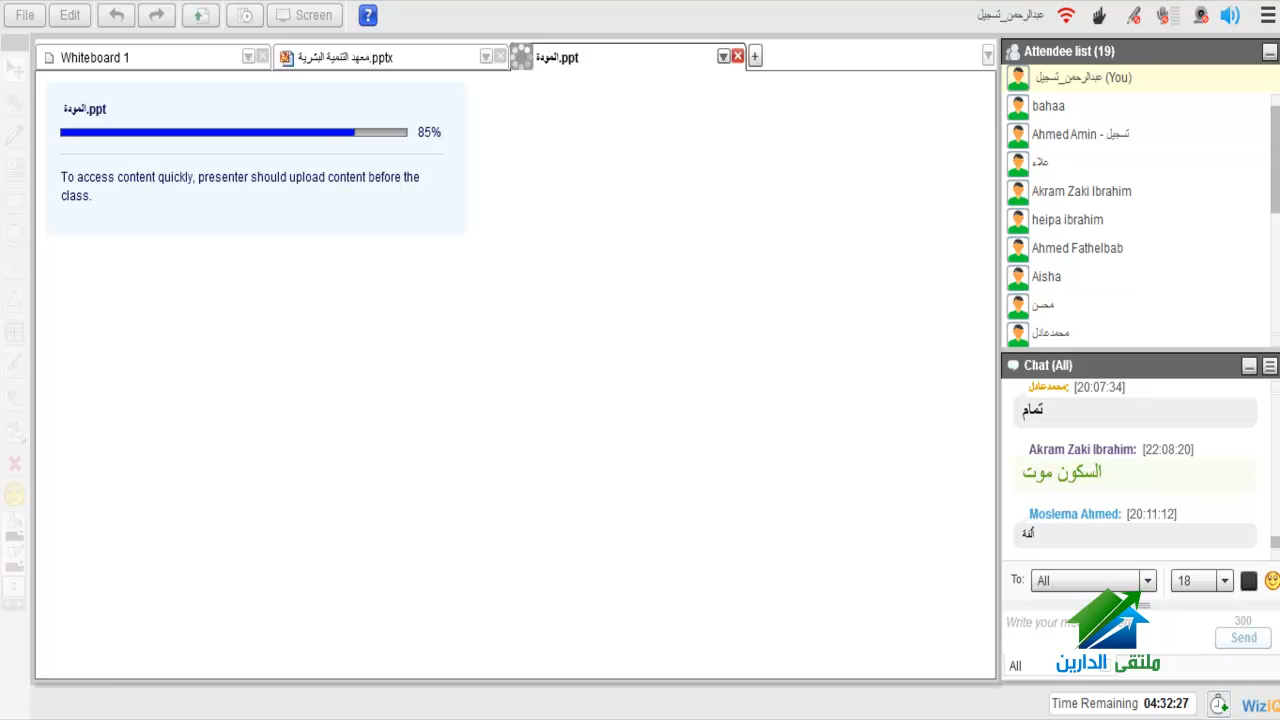 File Edit Screen ? عبدالرحمن_تسجيل
Whiteboard 1
معهد التنمية البشرية.pptx
المودة.ppt
+
المودة.ppt
85%
To access content quickly, presenter should upload content before the
class.
Attendee list (19)
عبدالرحمن_تسجيل (You)
bahaa
Ahmed Amin - تسجيل
علاء
Akram Zaki Ibrahim
heipa ibrahim
Ahmed Fathelbab
Aisha
محسن
محمدعادل
Chat (All)
محمدعادل: [20:07:34]
تمام
Akram Zaki Ibrahim: [22:08:20]
السكون موت
Moslema Ahmed: [20:11:12]
ألفة
To: All 18
Write your
300
Send
ملتقى الدارين
All
Time Remaining 04:32:27
WizIQ